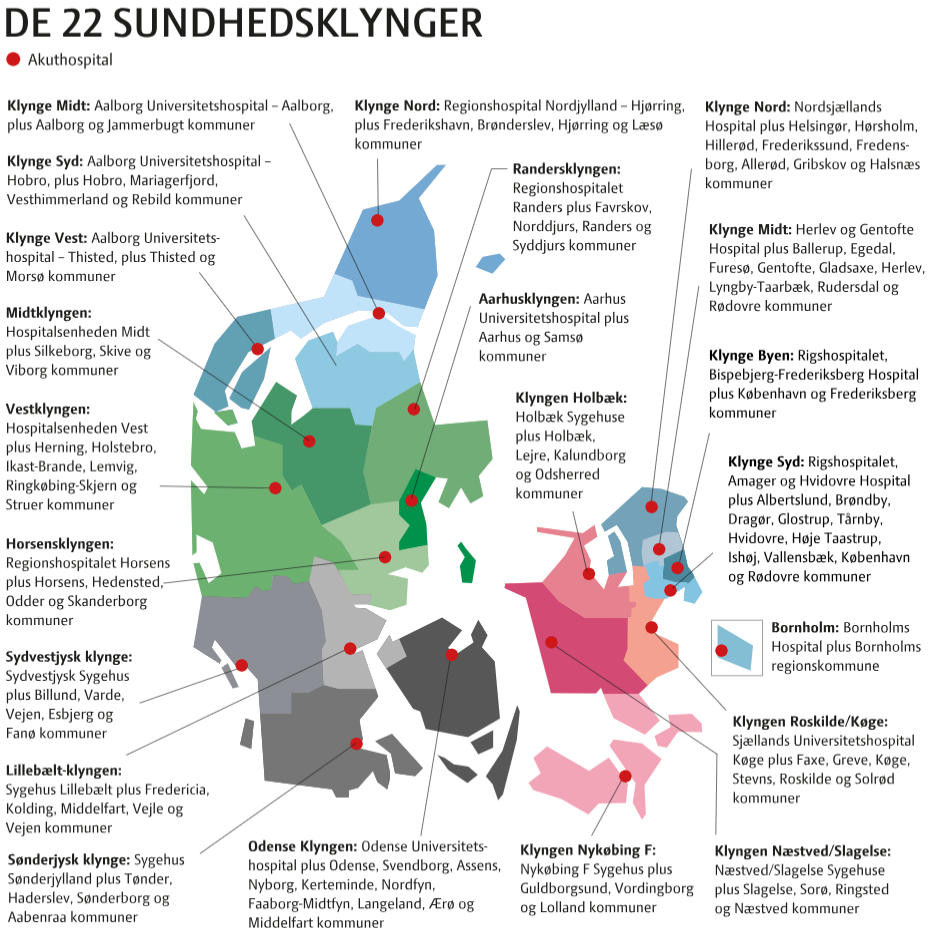 DE 22 SUNDHEDSKLYNGER
Akuthospital
Klynge Midt: Aalborg Universitetshospital – Aalborg,
plus Aalborg og Jammerbugt kommuner
Klynge Syd: Aalborg Universitetshospital –
Hobro, plus Hobro, Mariagerfjord,
Vesthimmerland og Rebild kommuner
Klynge Vest: Aalborg Universitets-
hospital – Thisted, plus Thisted og
Morsø kommuner
Midtklyngen:
Hospitalsenheden Midt
plus Silkeborg, Skive og
Viborg kommuner
Vestklyngen:
Hospitalsenheden Vest
plus Herning, Holstebro,
Ikast-Brande, Lemvig,
Ringkøbing-Skjern og
Struer kommuner
Horsensklyngen:
Regionshospitalet Horsens
plus Horsens, Hedensted,
Odder og Skanderborg
kommuner
Sydvestjysk klynge:
Sydvestjysk Sygehus
plus Billund, Varde,
Vejen, Esbjerg og
Fanø kommuner
Lillebælt-klyngen:
Sygehus Lillebælt plus Fredericia,
Kolding, Middelfart, Vejle og
Vejen kommuner
Sønderjysk klynge: Sygehus
Sønderjylland plus Tønder,
Haderslev, Sønderborg og
Aabenraa kommuner
Klynge Nord: Regionshospital Nordjylland – Hjørring,
plus Frederikshavn, Brønderslev, Hjørring og Læsø
kommuner
Randersklyngen:
Regionshospitalet
Randers plus Favrskov,
Norddjurs, Randers og
Syddjurs kommuner
Aarhusklyngen: Aarhus
Universitetshospital plus
Aarhus og Samsø
kommuner
Klyngen Holbæk:
Holbæk Sygehuse
plus Holbæk,
Lejre, Kalundborg
og Odsherred
kommuner
Odense Klyngen: Odense Universitets-
hospital plus Odense, Svendborg, Assens,
Nyborg, Kerteminde, Nordfyn,
Faaborg-Midtfyn, Langeland, Ærø og
Middelfart kommuner
Klyngen Nykøbing F:
Nykøbing F Sygehus plus
Guldborgsund, Vordingborg
og Lolland kommuner
Klynge Nord: Nordsjællands
Hospital plus Helsingør, Hørsholm,
Hillerød, Frederikssund, Fredens-
borg, Allerød, Gribskov og Halsnæs
kommuner
Klynge Midt: Herlev og Gentofte
Hospital plus Ballerup, Egedal,
Furesø, Gentofte, Gladsaxe, Herlev,
Lyngby-Taarbæk, Rudersdal og
Rødovre kommuner
Klynge Byen: Rigshospitalet,
Bispebjerg-Frederiksberg Hospital
plus København og Frederiksberg
kommuner
Klynge Syd: Rigshospitalet,
Amager og Hvidovre Hospital
plus Albertslund, Brøndby,
Dragør, Glostrup, Tårnby,
Hvidovre, Høje Taastrup,
Ishøj, Vallensbæk, København
og Rødovre kommuner
Bornholm: Bornholms
Hospital plus Bornholms
regionskommune
Klyngen Roskilde/Køge:
Sjællands Universitetshospital
Køge plus Faxe, Greve, Køge,
Stevns, Roskilde og Solrød
kommuner
Klyngen Næstved/Slagelse:
Næstved/Slagelse Sygehuse
plus Slagelse, Sorø, Ringsted
og Næstved kommuner